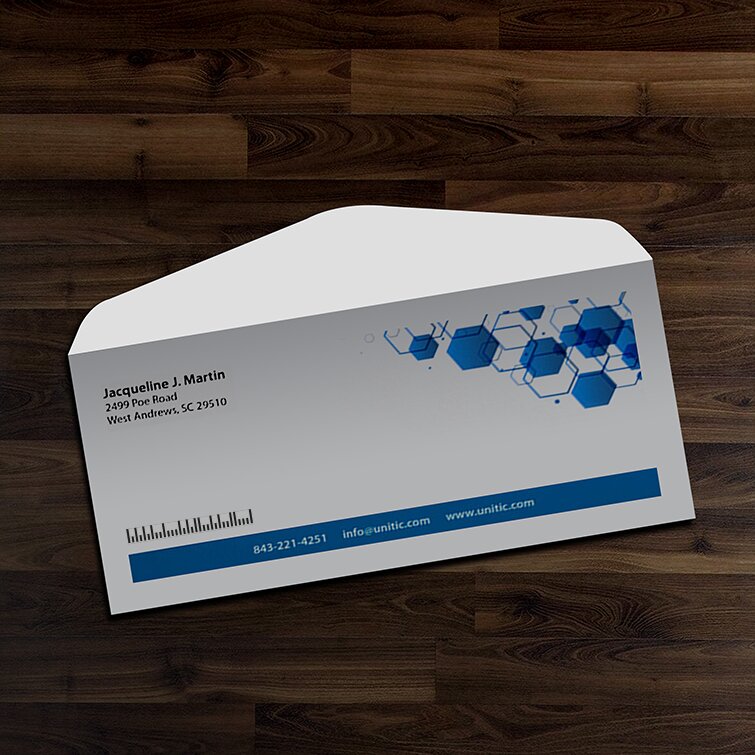 Jacqueline J. Martin
2499 Poe Road
West Andrews, SC 29510
843-221-4251 info@unitic.com www.unitic.com